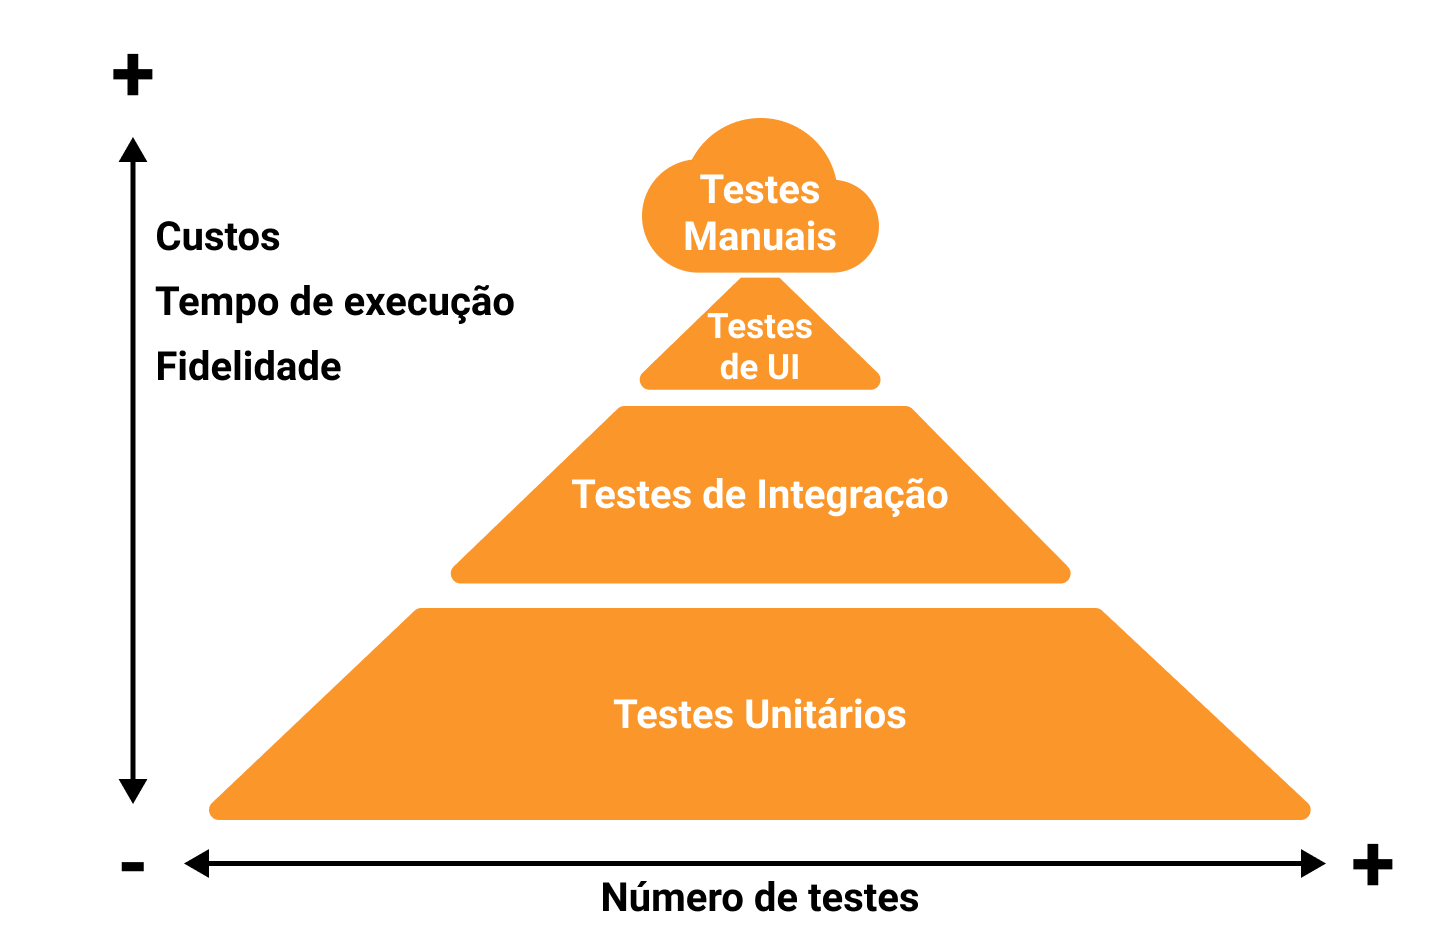 +
Testes
Manuais
Custos
Tempo de execução
Fidelidade
Testes
de UI
Testes de Integração
Testes Unitários
-
+
Número de testes